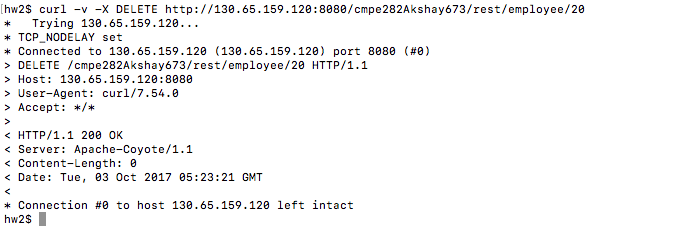 [hw2$ curl -v -X DELETE http://130.65.159.120:8080/cmpe282Akshay673/rest/employee/20
*   Trying 130.65.159.120...
* TCP_NODELAY set
* Connected to 130.65.159.120 (130.65.159.120) port 8080 (#0)
> DELETE /cmpe282Akshay673/rest/employee/20 HTTP/1.1
> Host: 130.65.159.120:8080
> User-Agent: curl/7.54.0
> Accept: */*
>
< HTTP/1.1 200 OK
< Server: Apache-Coyote/1.1
< Content-Length: 0
< Date: Tue, 03 Oct 2017 05:23:21 GMT
<
* Connection #0 to host 130.65.159.120 left intact
hw2$